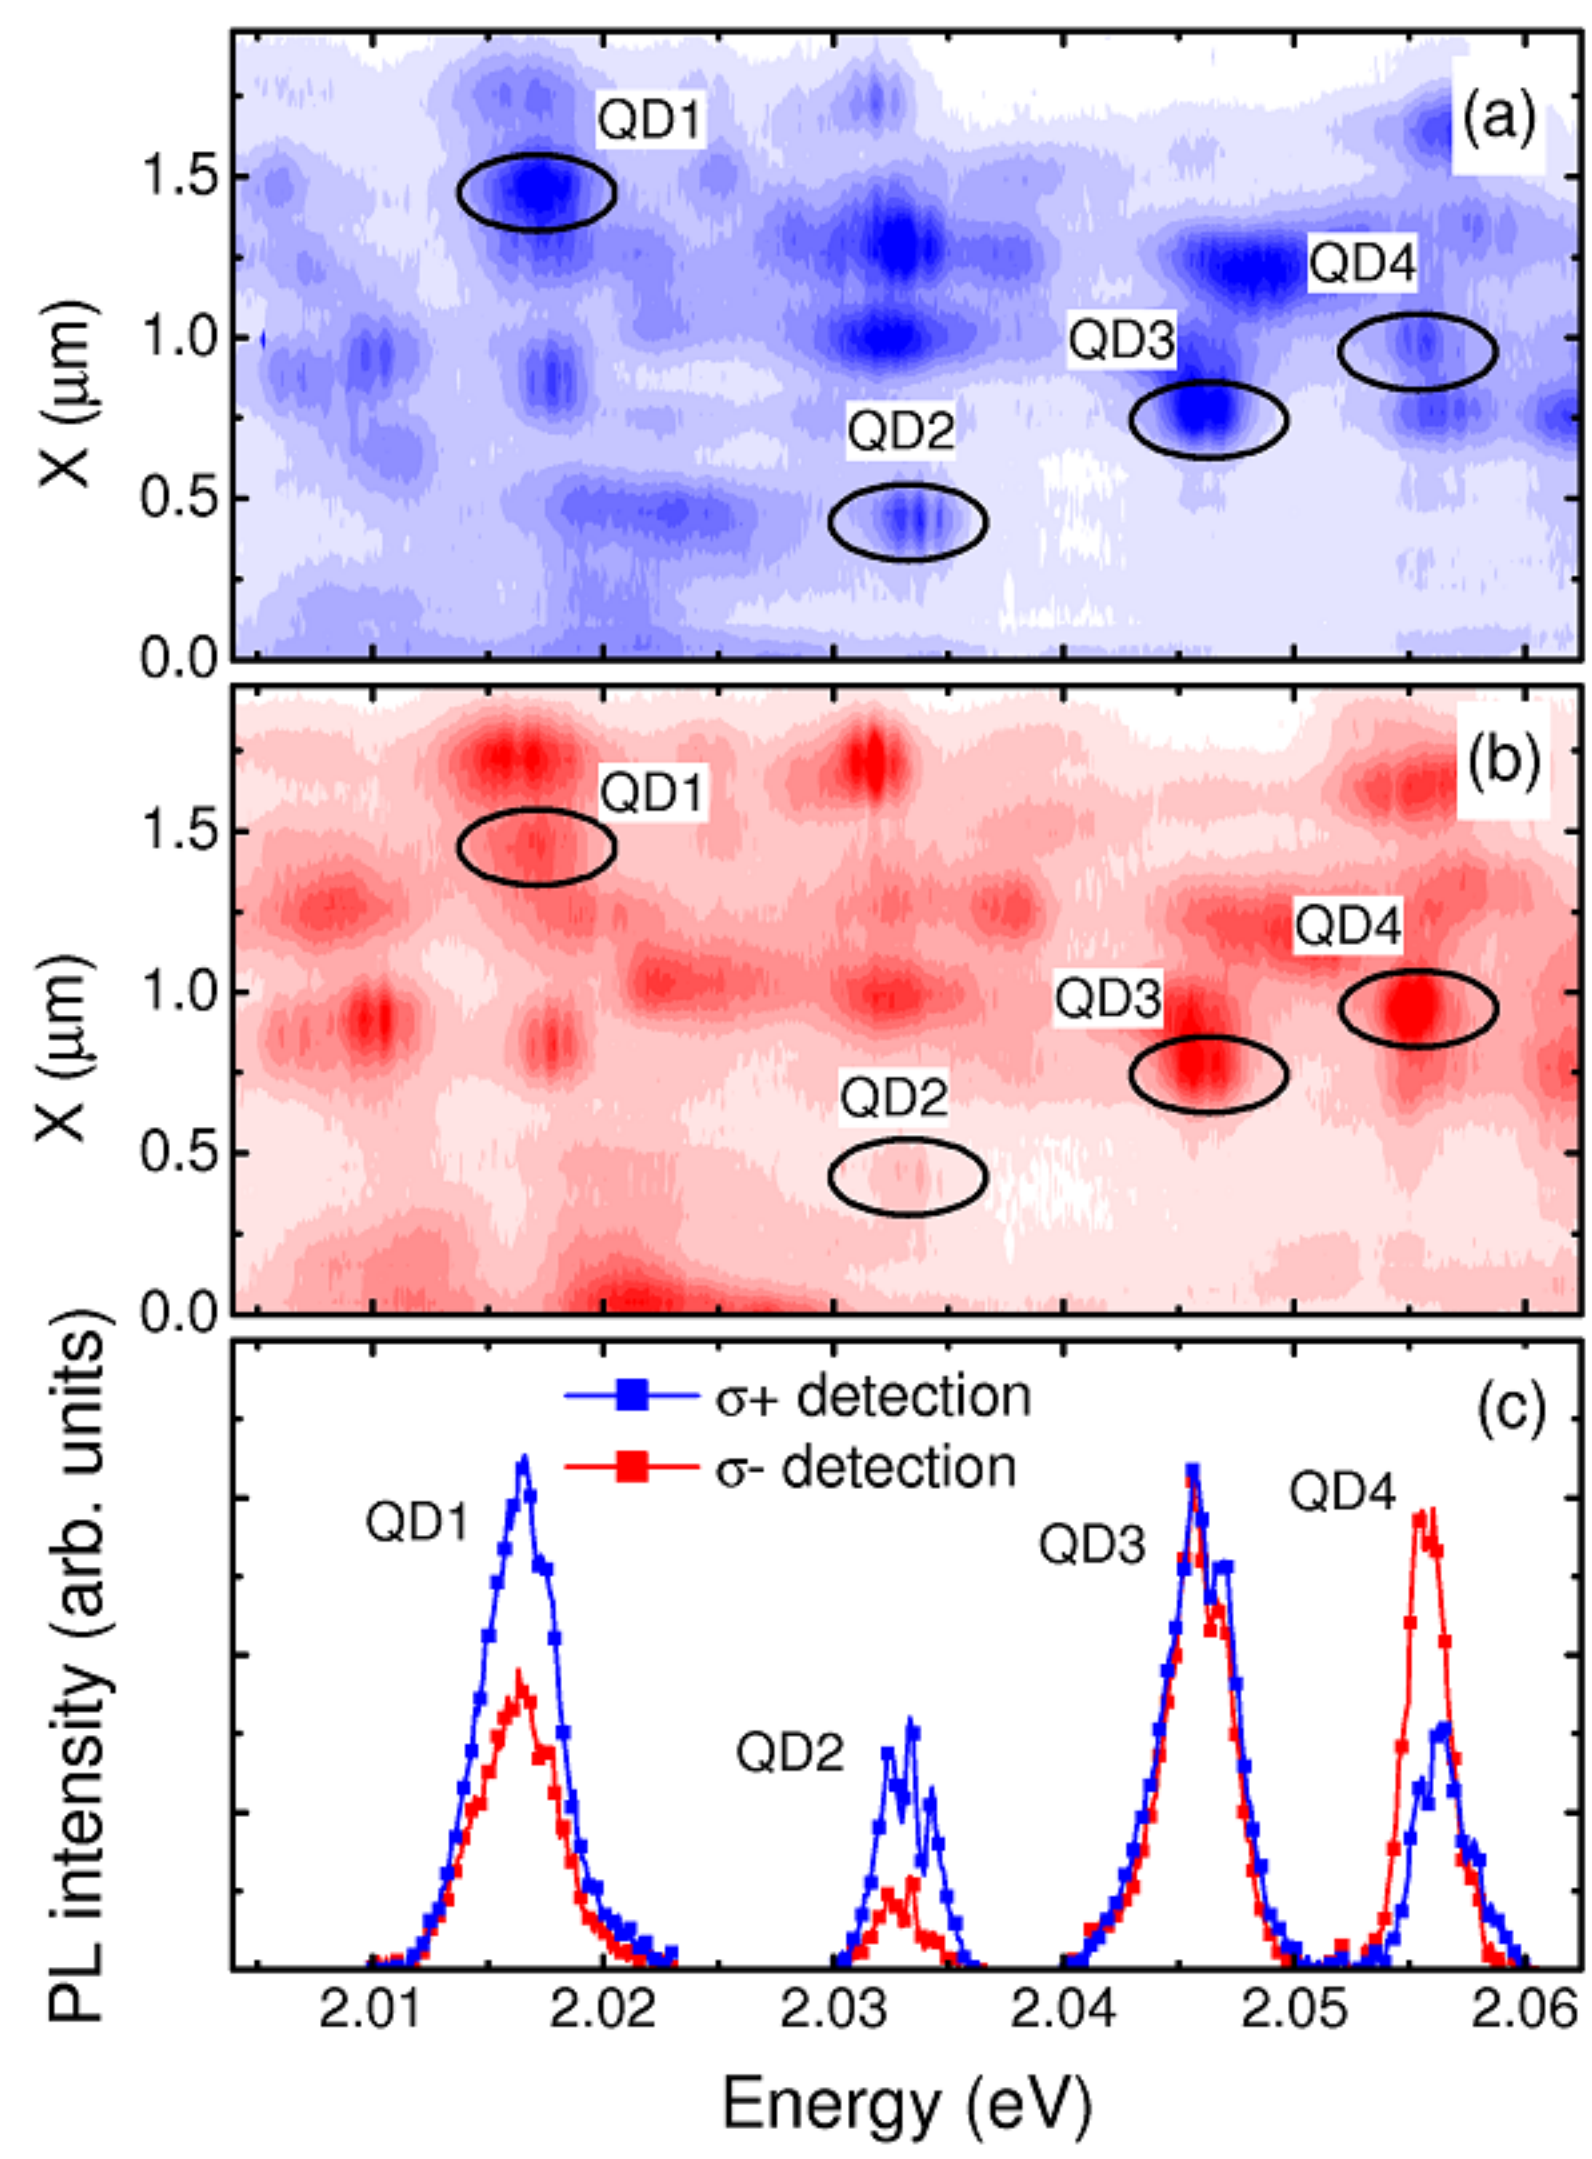 (a)
QD1
QD4
QD3
QD2
X (μm)
1.5
1.0
0.5
0.0
(b)
QD1
QD4
QD3
QD2
X (μm)
1.5
1.0
0.5
0.0
(c)
σ+ detection
σ- detection
QD1
QD2
QD3
QD4
PL intensity (arb. units)
2.01 2.02 2.03 2.04 2.05 2.06
Energy (eV)